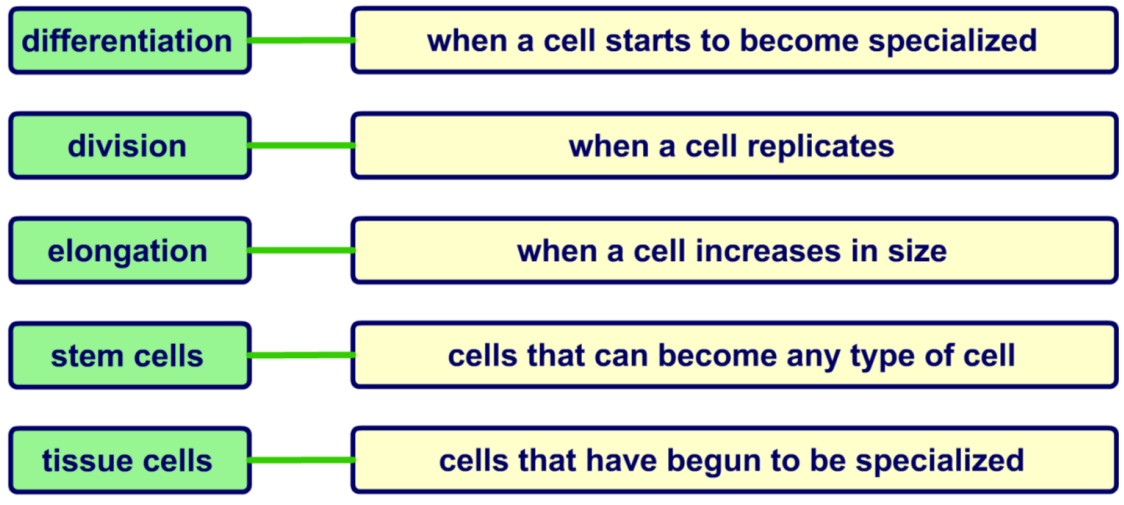 differentiation when a cell starts to become specialized
division when a cell replicates
elongation when a cell increases in size
stem cells cells that can become any type of cell
tissue cells cells that have begun to be specialized